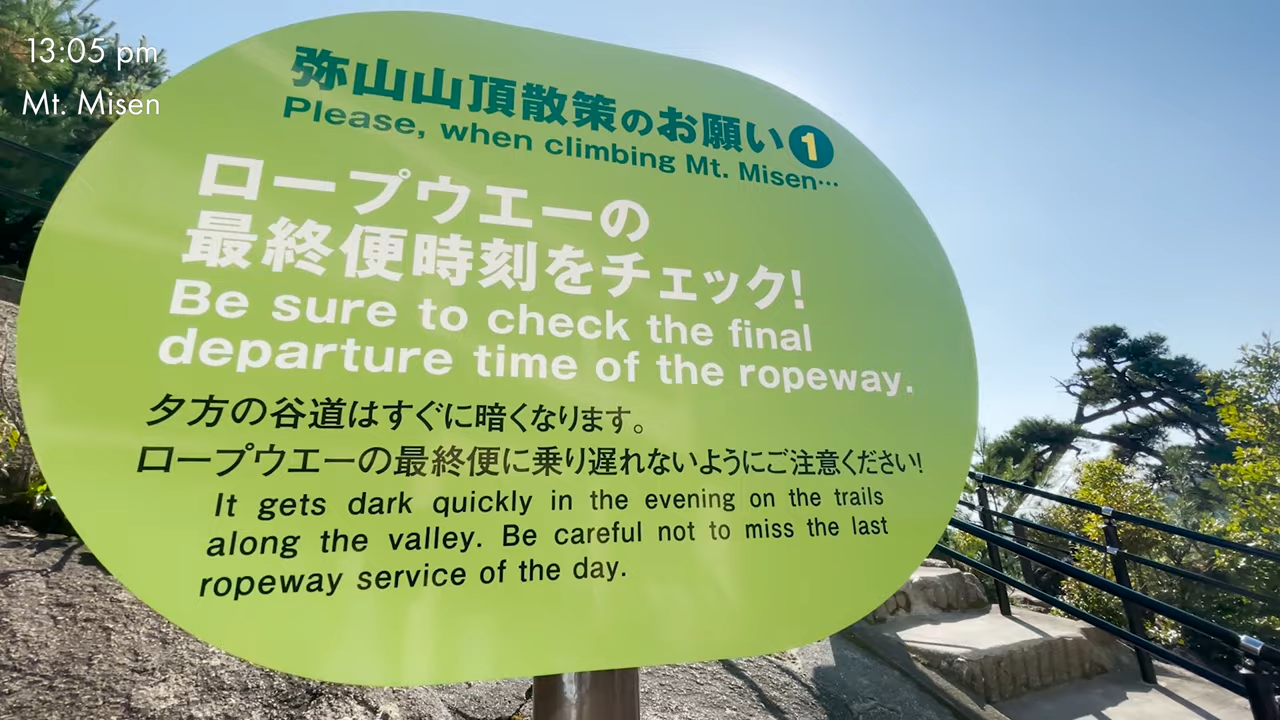 13:05 pm
Mt. Misen
弥山山頂散策のお願い1
Please, when climbing Mt. Misen…
ロープウエーの
最終便時刻をチェック!
Be sure to check the final
departure time of the ropeway.
夕方の谷道はすぐに暗くなります。
ロープウエーの最終便に乗り遅れないようにご注意ください!
It gets dark quickly in the evening on the trails
along the valley. Be careful not to miss the last
ropeway service of the day.